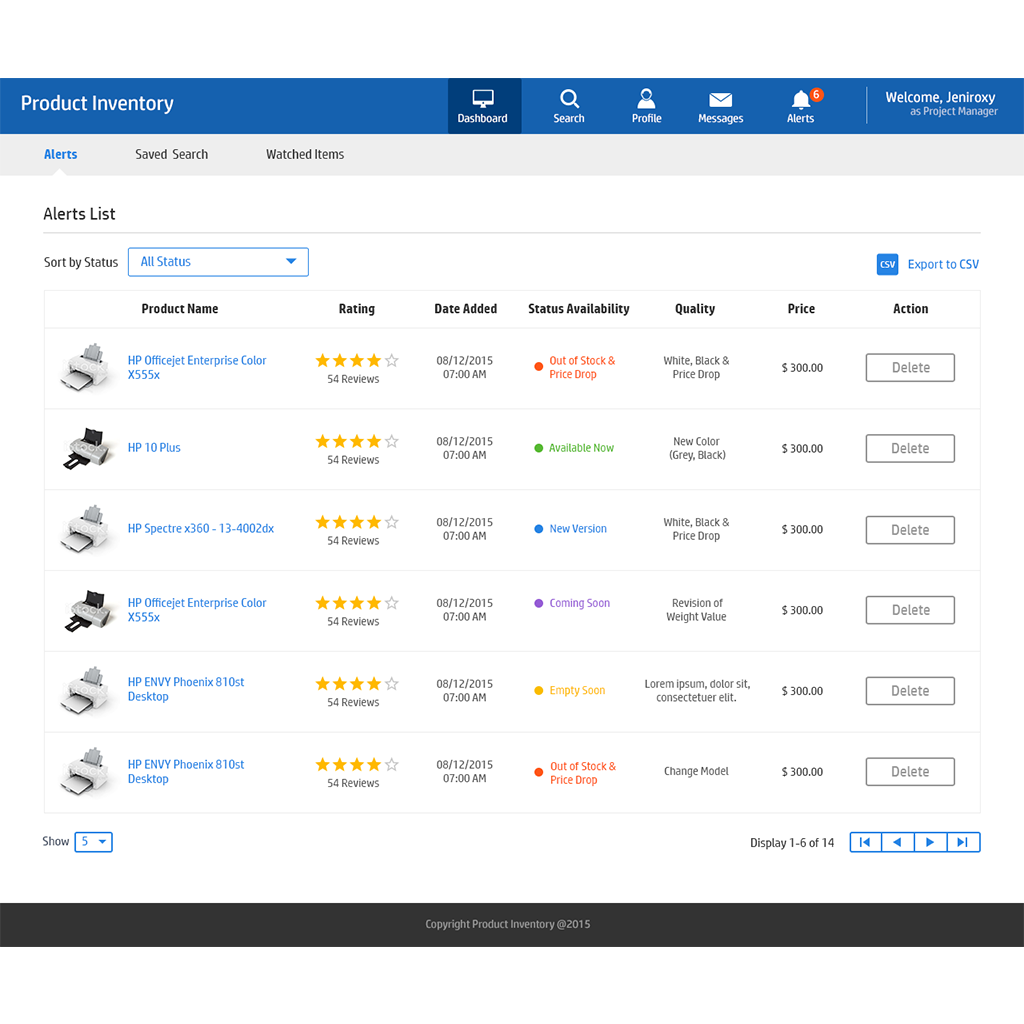 Product Inventory
Dashboard
Search
Profile
Messages
6
Alerts
Welcome, Jeniroxy
as Project Manager
Alerts
Saved Search
Watched Items
Alerts List
Sort by Status
All Status
CSV
Export to CSV
Product Name
Rating
Date Added
Status Availability
Quality
Price
Action
HP Officejet Enterprise Color
X555x
54 Reviews
08/12/2015
07:00 AM
Out of Stock &
Price Drop
White, Black &
Price Drop
$ 300.00
Delete
HP 10 Plus
54 Reviews
08/12/2015
07:00 AM
Available Now
New Color
(Grey, Black)
$ 300.00
Delete
HP Spectre x360 - 13-4002dx
54 Reviews
08/12/2015
07:00 AM
New Version
White, Black &
Price Drop
$ 300.00
Delete
HP Officejet Enterprise Color
X555x
54 Reviews
08/12/2015
07:00 AM
Coming Soon
Revision of
Weight Value
$ 300.00
Delete
HP ENVY Phoenix 810st
Desktop
54 Reviews
08/12/2015
07:00 AM
Empty Soon
Lorem ipsum, dolor sit,
consectetuer elit.
$ 300.00
Delete
HP ENVY Phoenix 810st
Desktop
54 Reviews
08/12/2015
07:00 AM
Out of Stock &
Price Drop
Change Model
$ 300.00
Delete
Show
5
Display 1-6 of 14
Copyright Product Inventory @2015